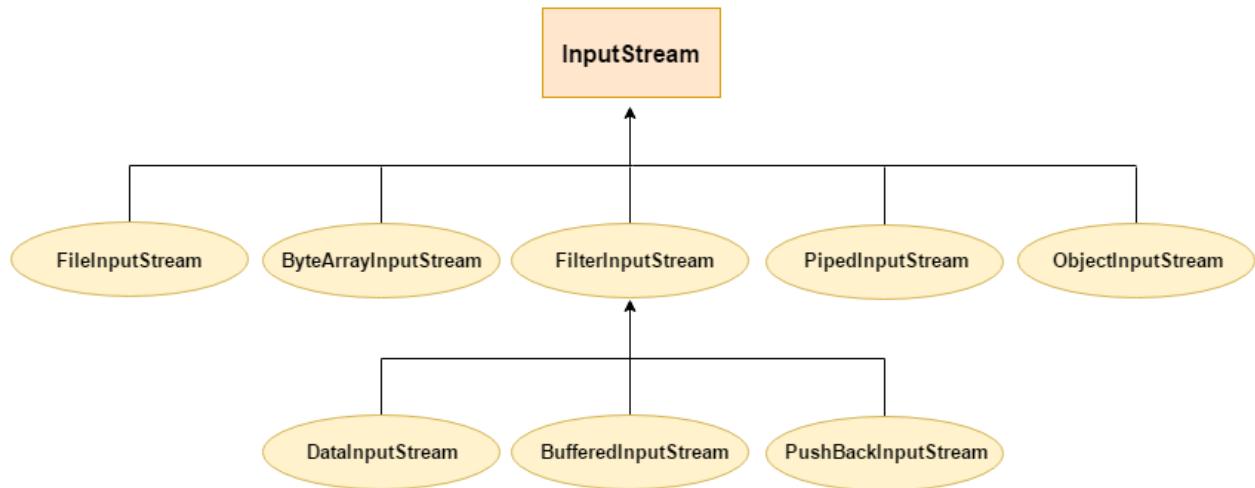 InputStream
FileInputStream
ByteArrayInputStream
FilterInputStream
PipedInputStream
ObjectInputStream
DataInputStream
BufferedInputStream
PushBackInputStream